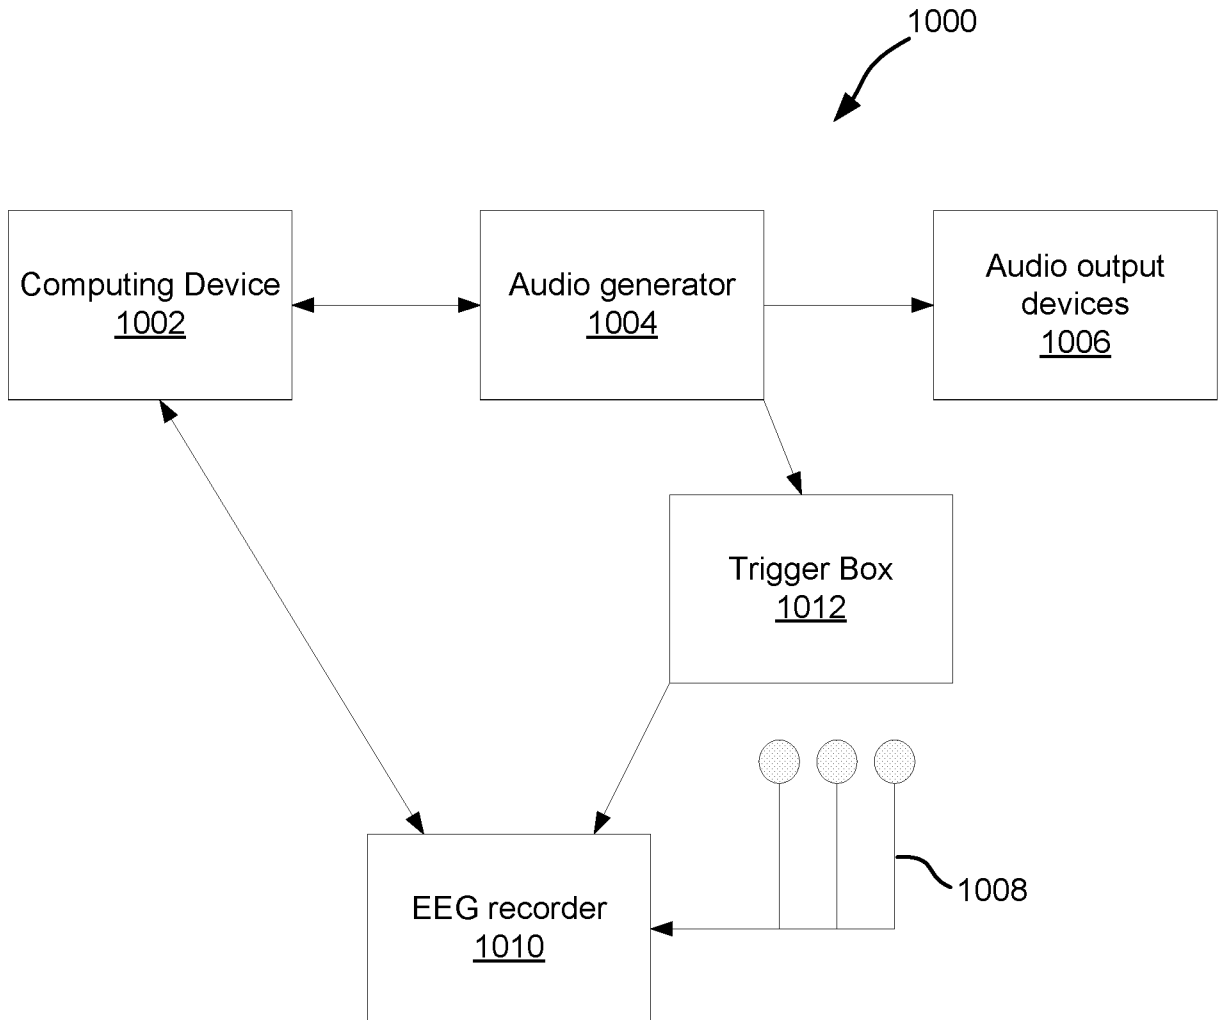 1000
Computing Device
1002
Audio generator
1004
Audio output
devices
1006
Trigger Box
1012
1008
EEG recorder
1010